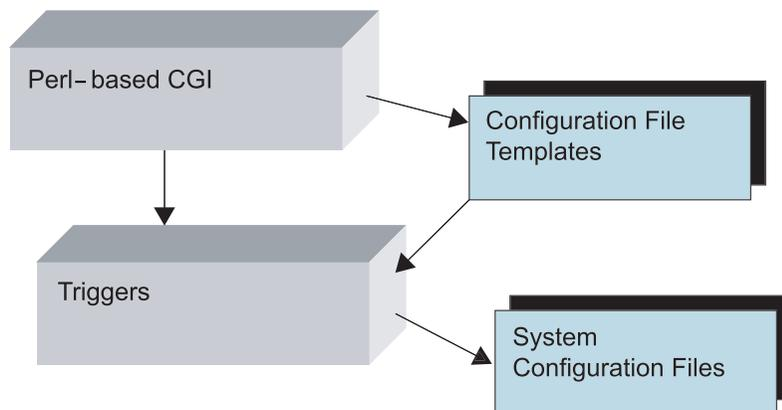 Perl–based CGI
Configuration File
Templates
Triggers
System
Configuration Files